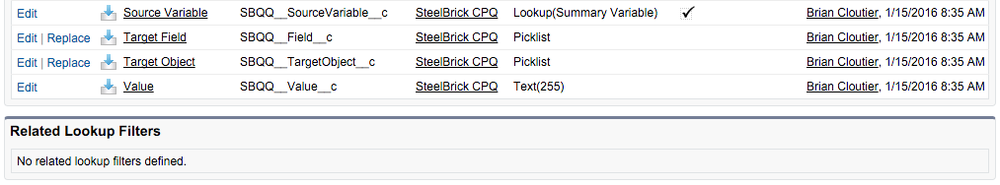 Edit Source Variable SBQQ__SourceVariable__c SteelBrick CPQ Lookup(Summary Variable) ✓ Brian Cloutier, 1/15/2016 8:35 AM
Edit | Replace Target Field SBQQ__Field__c SteelBrick CPQ Picklist Brian Cloutier, 1/15/2016 8:35 AM
Edit | Replace Target Object SBQQ__TargetObject__c SteelBrick CPQ Picklist Brian Cloutier, 1/15/2016 8:35 AM
Edit Value SBQQ__Value__c SteelBrick CPQ Text(255) Brian Cloutier, 1/15/2016 8:35 AM
Related Lookup Filters
No related lookup filters defined.